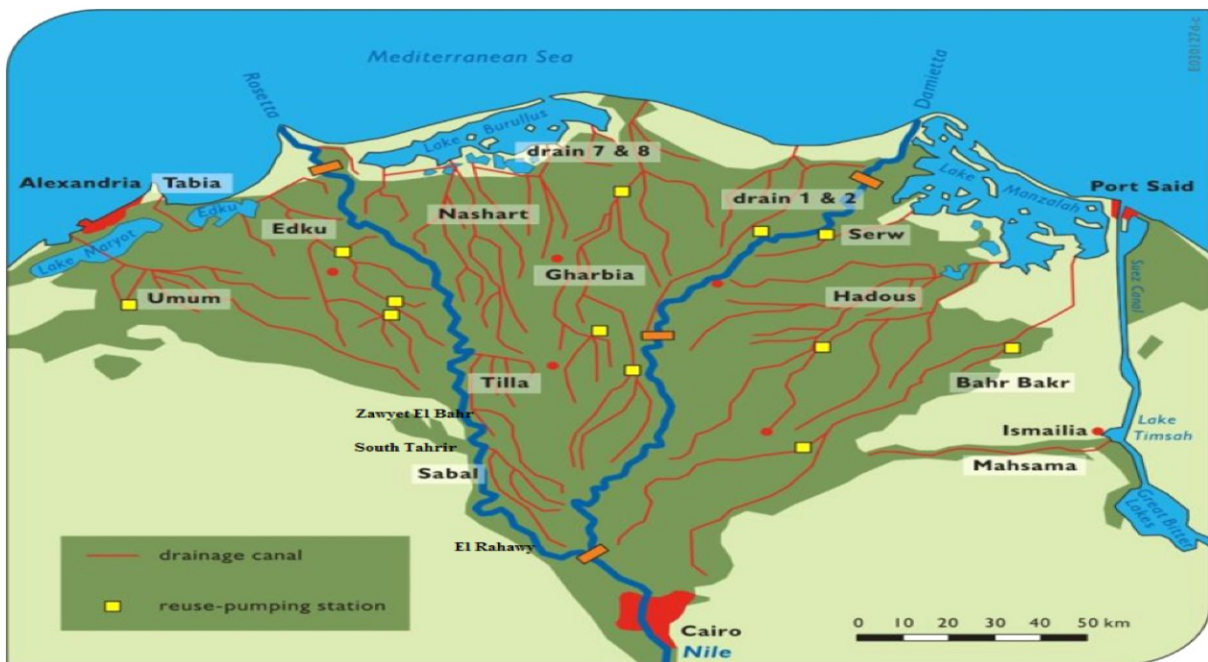 E0301276-c
Mediterranean Sea
Rosetta
Damietta
Lake Burullus
drain 7 & 8
Alexandria
Tabia
Edku
Lake Maryot
Edku
Nashart
drain 1 & 2
Lake Manzalah
Port Said
Serw
Umum
Gharbia
Hadous
Suez Canal
Tilla
Bahr Bakr
Zawyet El Bahr
South Tahrir
Sabal
Ismailia
Lake
Timsah
Mahsama
Great Bitter
Lakes
El Rahawy
drainage canal
reuse-pumping station
Cairo
Nile
0 10 20 30 40 50 km